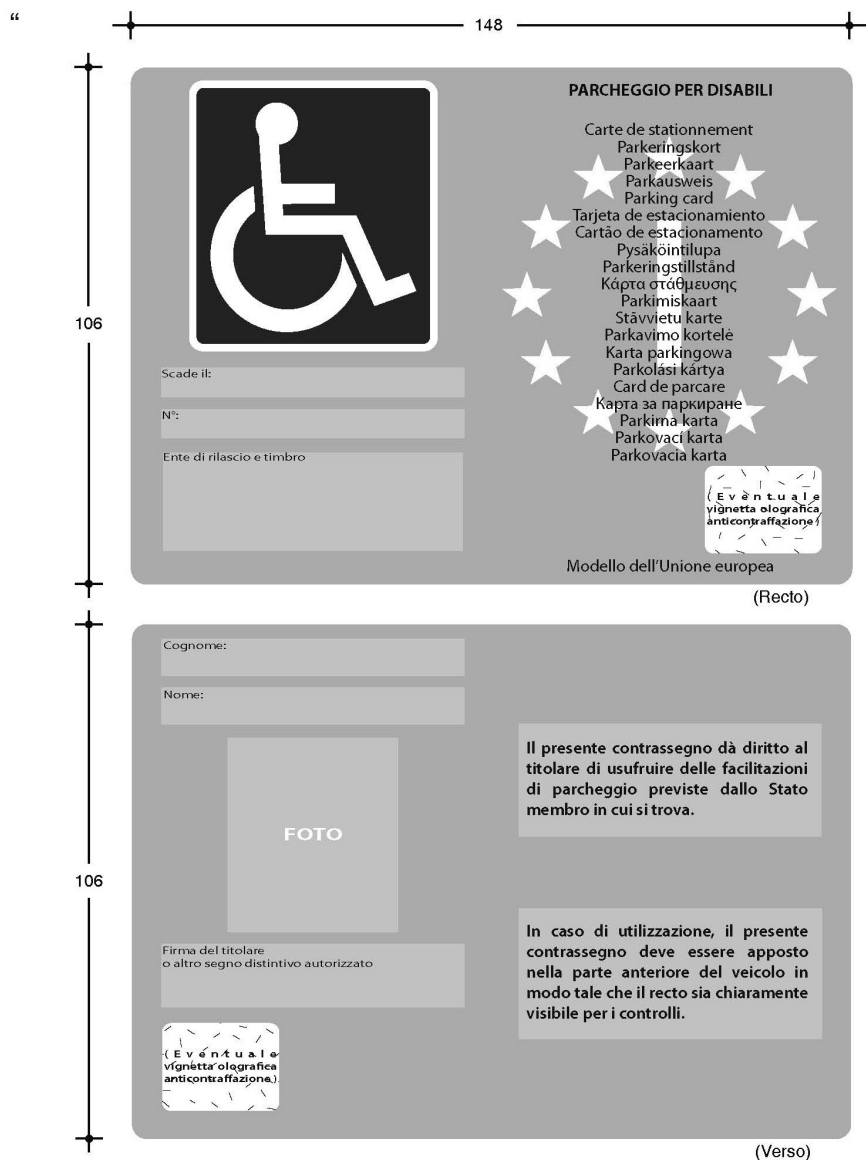 “
148
106
PARCHEGGIO PER DISABILI
Carte de stationnement
Parkeringskort
Parkeerkaart
Parkausweis
Parking card
Tarjeta de estacionamiento
Cartão de estacionamento
Pysäköintilupa
Parkeringstillstånd
Κάρτα στάθμευσης
Parkimiskaart
Stāvvietu karte
Parkavimo kortelė
Karta parkingowa
Parkolási kártya
Card de parcare
Карта за паркиране
Parkirna karta
Parkovací karta
Parkovacia karta
I
Scade il:
N°:
Ente di rilascio e timbro
(Eventuale
vignetta olografica
anticontraffazione)
Modello dell’Unione europea
(Recto)
106
Cognome:
Nome:
FOTO
Firma del titolare
o altro segno distintivo autorizzato
(Eventuale
vignetta olografica
anticontraffazione)
Il presente contrassegno dà diritto al
titolare di usufruire delle facilitazioni
di parcheggio previste dallo Stato
membro in cui si trova.
In caso di utilizzazione, il presente
contrassegno deve essere apposto
nella parte anteriore del veicolo in
modo tale che il recto sia chiaramente
visibile per i controlli.
(Verso)